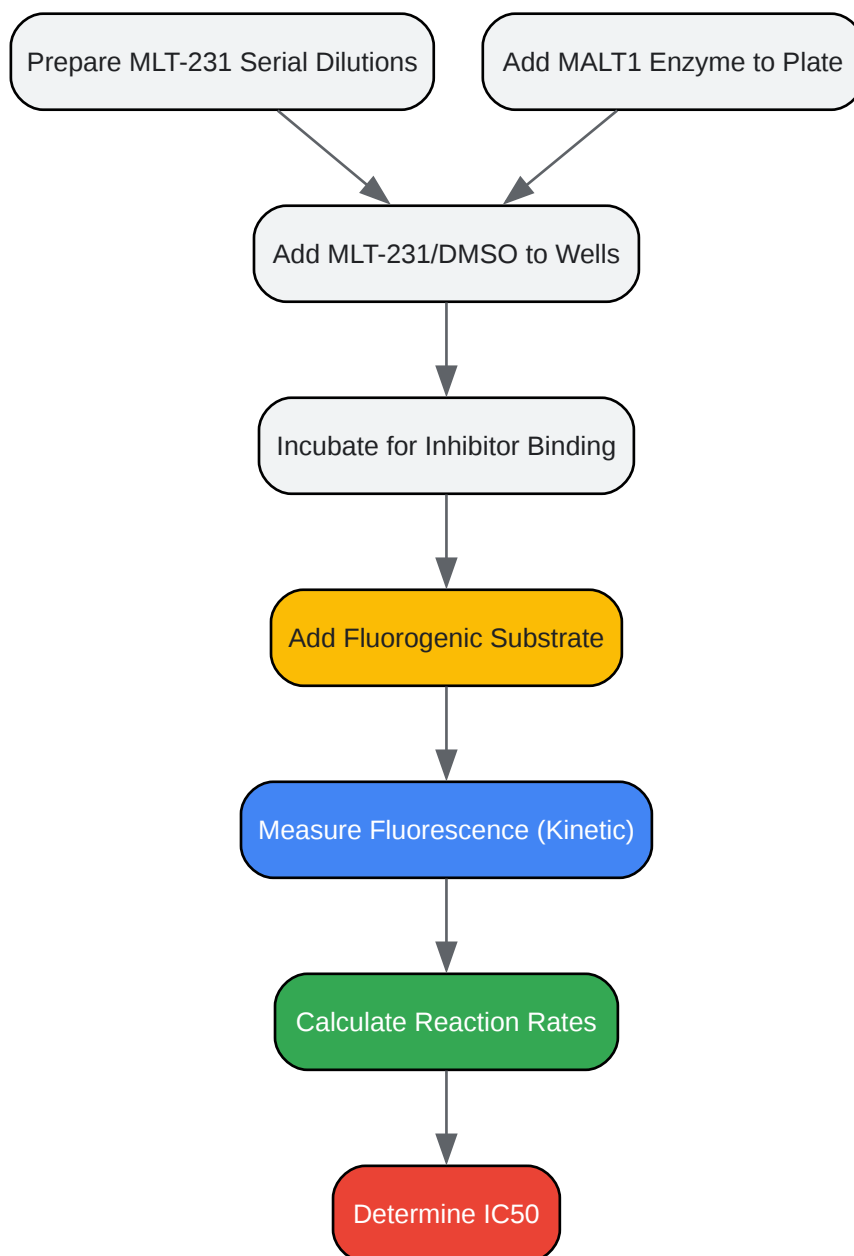 Prepare MLT-231 Serial Dilutions
Add MALT1 Enzyme to Plate
Add MLT-231/DMSO to Wells
Incubate for Inhibitor Binding
Add Fluorogenic Substrate
Measure Fluorescence (Kinetic)
Calculate Reaction Rates
Determine IC50